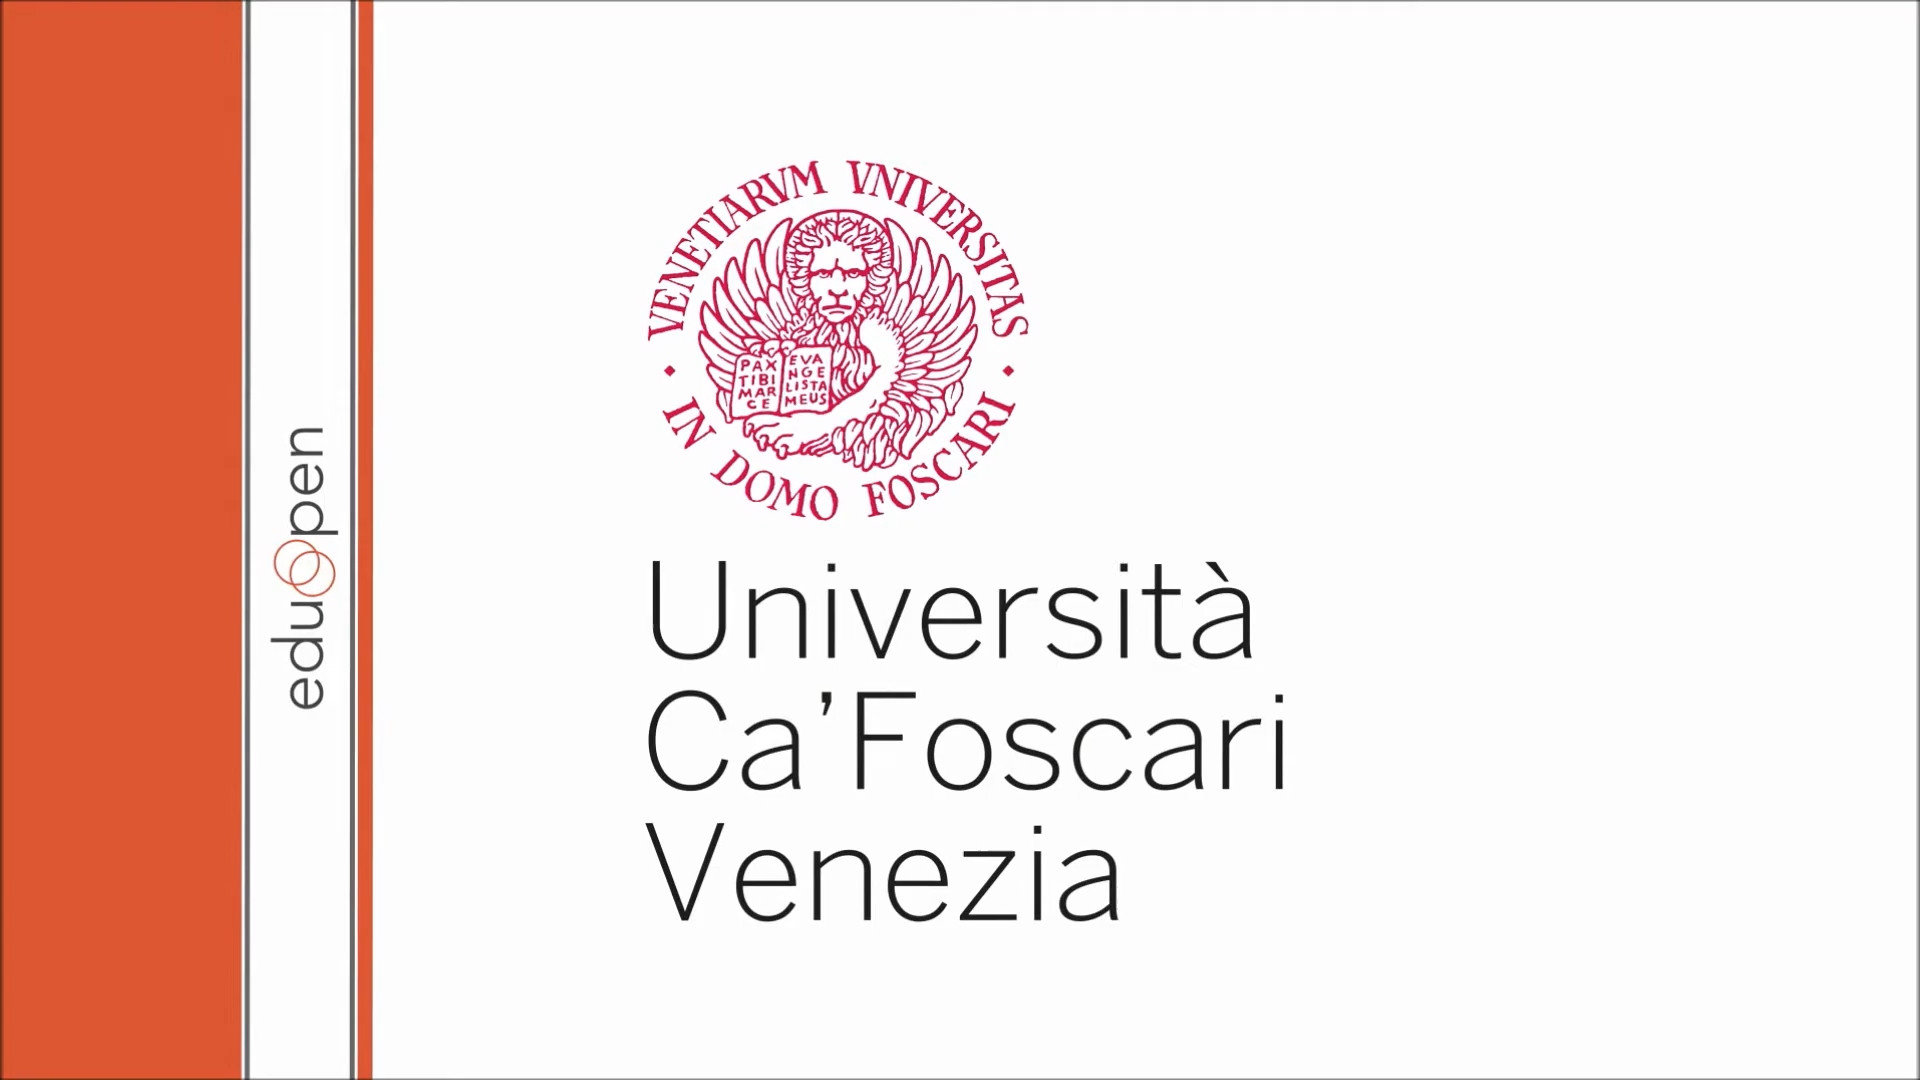 eduOpen
VENETIARVM VNIVERSITAS
PAX
TIBI
MAR
CE
EVA
NGE
LISTA
MEUS
IN DOMO FOSCARI
Università
Ca'Foscari
Venezia